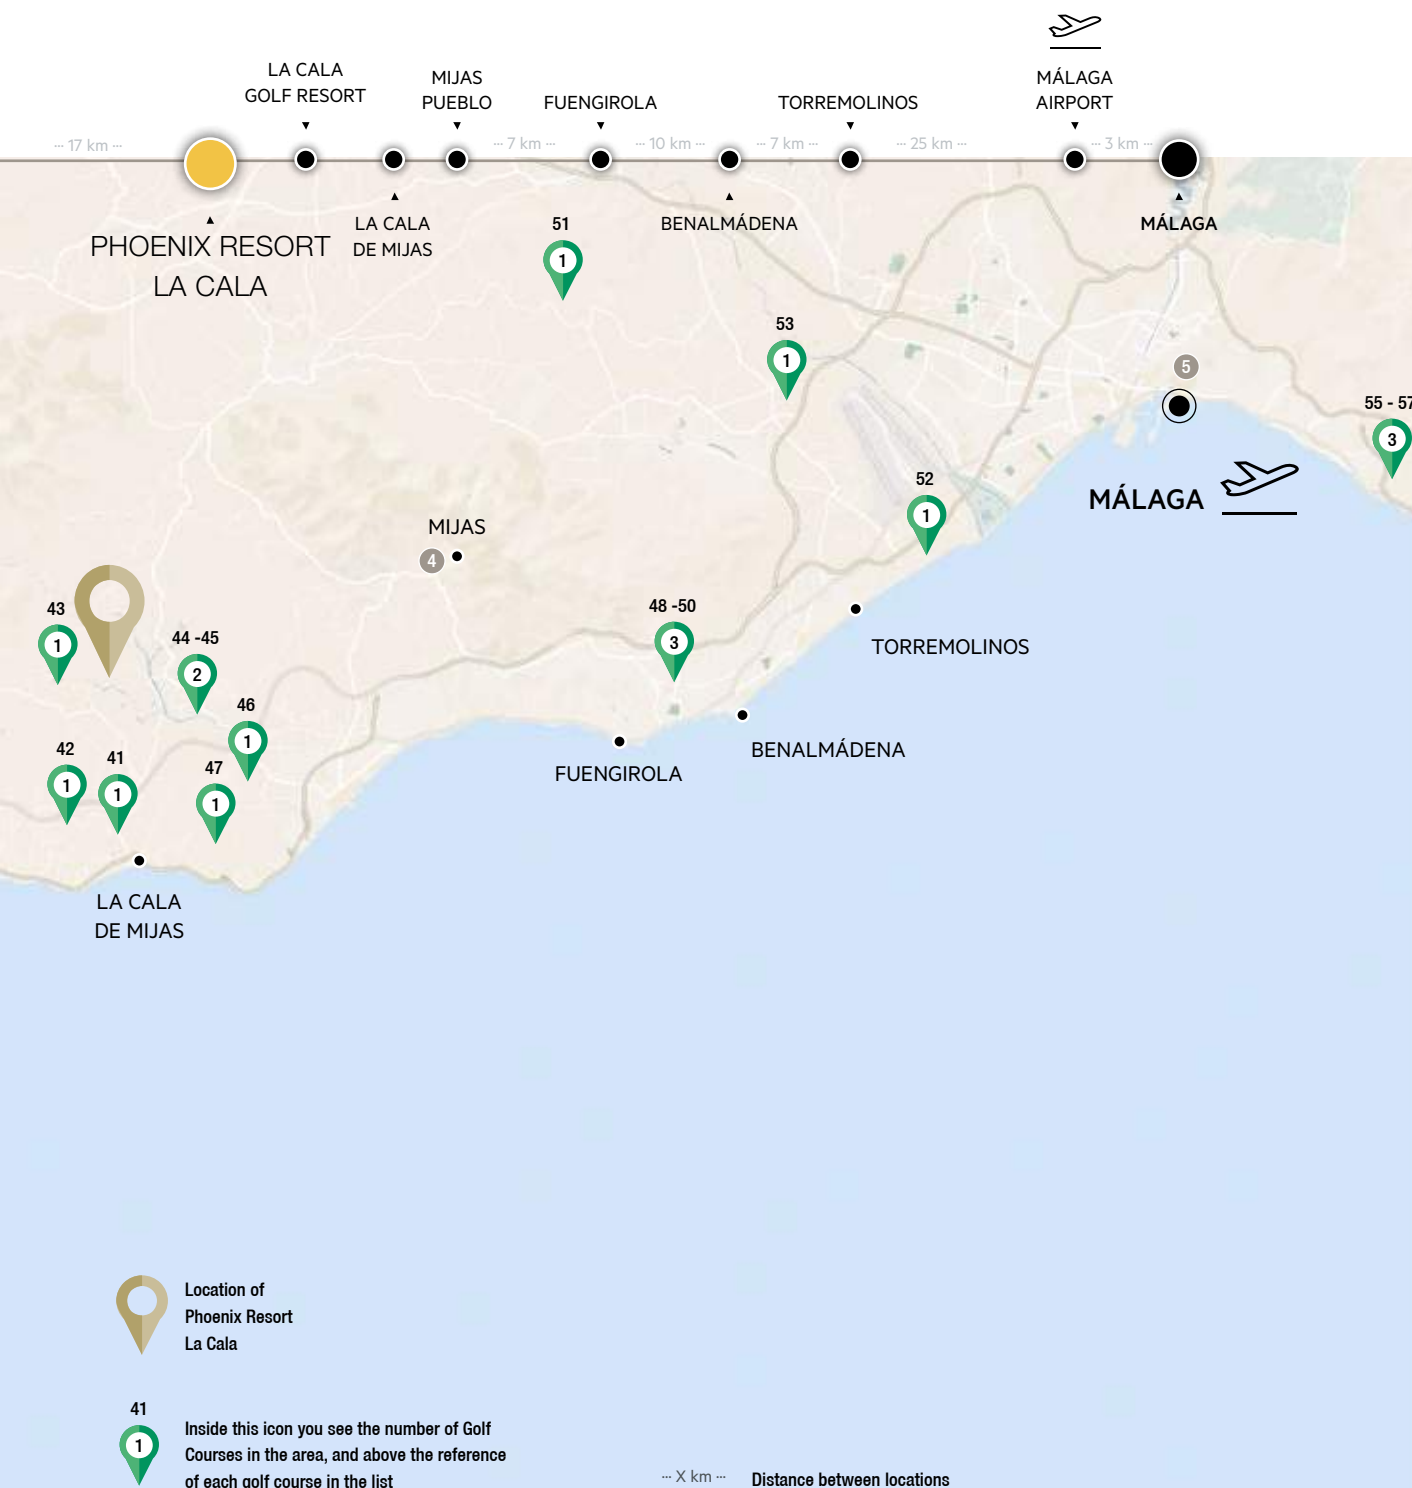 LA CALA
GOLF RESORT
MIJAS
PUEBLO
FUENGIROLA
TORREMOLINOS
MÁLAGA
AIRPORT
··· 17 km ···
··· 7 km ···
··· 10 km ···
··· 7 km ···
··· 25 km ···
··· 3 km ···
PHOENIX RESORT
LA CALA
LA CALA
DE MIJAS
BENALMÁDENA
MÁLAGA
51
1
53
1
5
55 - 57
3
52
1
MÁLAGA
MIJAS
4
43
1
44 -45
2
48 -50
3
TORREMOLINOS
46
1
42
1
41
1
47
1
BENALMÁDENA
FUENGIROLA
LA CALA
DE MIJAS
Location of
Phoenix Resort
La Cala
41
1
Inside this icon you see the number of Golf
Courses in the area, and above the reference
of each golf course in the list
··· X km ···
Distance between locations